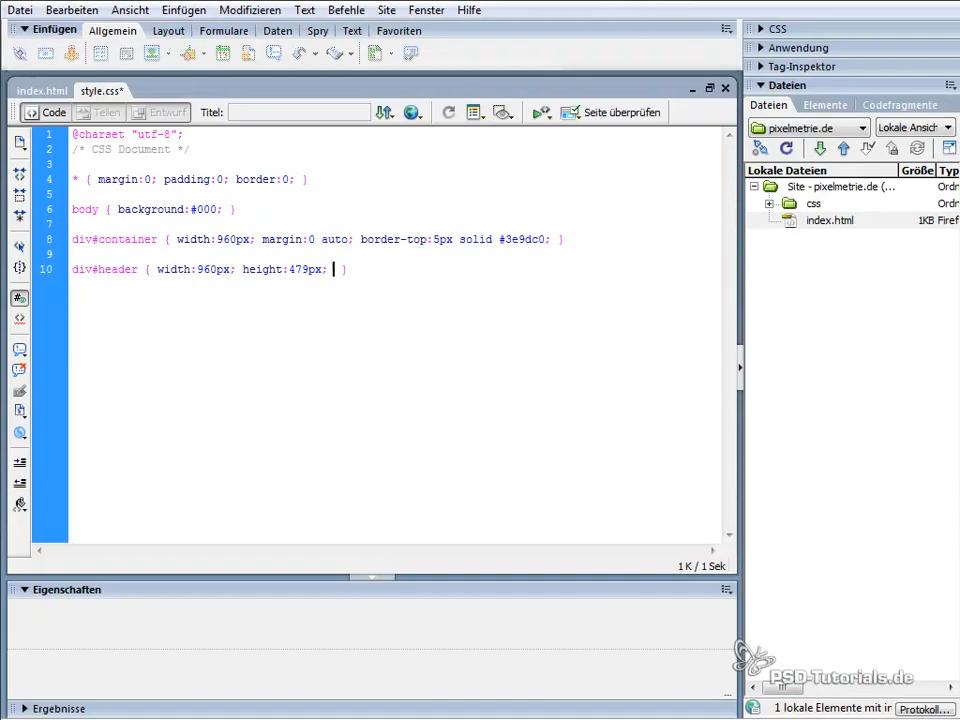 Datei Bearbeiten Ansicht Einfügen Modifizieren Text Befehle Site Fenster Hilfe
Einfügen Allgemein Layout Formulare Daten Spry Text Favoriten
index.html style.css*
Code Teilen Entwurf Titel: Seite überprüfen
1 @charset "utf-8";
2 /* CSS Document */
3
4 * { margin:0; padding:0; border:0; }
5
6 body { background:#000; }
7
8 div#container { width:960px; margin:0 auto; border-top:5px solid #3e9dc0; }
9
10 div#header { width:960px; height:479px; }
1 K / 1 Sek
Eigenschaften
Ergebnisse
CSS
Anwendung
Tag-Inspektor
Dateien
Dateien Elemente Codefragmente
pixelmetrie.de Lokale Ansich
Lokale Dateien Größe Typ
Site - pixelmetrie.de (... Ordr
css Ordr
index.html 1KB Firef
PSD-Tutorials.de
1 lokale Elemente mit ir Protokoll...